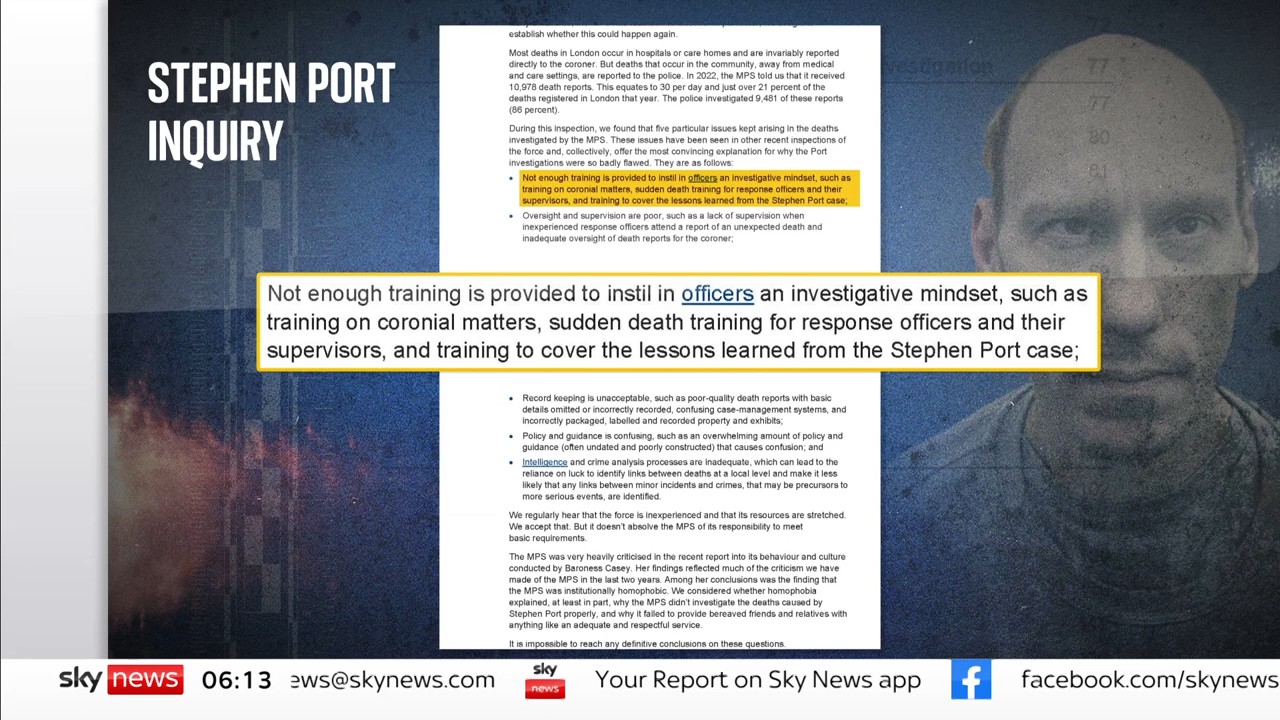 STEPHEN PORT
INQUIRY
establish whether this could happen again.
Most deaths in London occur in hospitals or care homes and are invariably reported
directly to the coroner. But deaths that occur in the community, away from medical
and care settings, are reported to the police. In 2022, the MPS told us that it received
10,978 death reports. This equates to 30 per day and just over 21 percent of the
deaths registered in London that year. The police investigated 9,481 of these reports
(86 percent).
During this inspection, we found that five particular issues kept arising in the deaths
investigated by the MPS. These issues have been seen in other recent inspections of
the force and, collectively, offer the most convincing explanation for why the Port
investigations were so badly flawed. They are as follows:
• Not enough training is provided to instil in officers an investigative mindset, such as
training on coronial matters, sudden death training for response officers and their
supervisors, and training to cover the lessons learned from the Stephen Port case;
• Oversight and supervision are poor, such as a lack of supervision when
inexperienced response officers attend a report of an unexpected death and
inadequate oversight of death reports for the coroner;
Not enough training is provided to instil in officers an investigative mindset, such as
training on coronial matters, sudden death training for response officers and their
supervisors, and training to cover the lessons learned from the Stephen Port case;
• Record keeping is unacceptable, such as poor-quality death reports with basic
details omitted or incorrectly recorded, confusing case-management systems, and
incorrectly packaged, labelled and recorded property and exhibits;
• Policy and guidance is confusing, such as an overwhelming amount of policy and
guidance (often undated and poorly constructed) that causes confusion; and
• Intelligence and crime analysis processes are inadequate, which can lead to the
reliance on luck to identify links between deaths at a local level and make it less
likely that any links between minor incidents and crimes, that may be precursors to
more serious events, are identified.
We regularly hear that the force is inexperienced and that its resources are stretched.
We accept that. But it doesn't absolve the MPS of its responsibility to meet
basic requirements.
The MPS was very heavily criticised in the recent report into its behaviour and culture
conducted by Baroness Casey. Her findings reflected much of the criticism we have
made of the MPS in the last two years. Among her conclusions was the finding that
the MPS was institutionally homophobic. We considered whether homophobia
explained, at least in part, why the MPS didn't investigate the deaths caused by
Stephen Port properly, and why it failed to provide bereaved friends and relatives with
anything like an adequate and respectful service.
It is impossible to reach any definitive conclusions on these questions.
77
77
sky news 06:13 ews@skynews.com sky news Your Report on Sky News app facebook.com/skynews